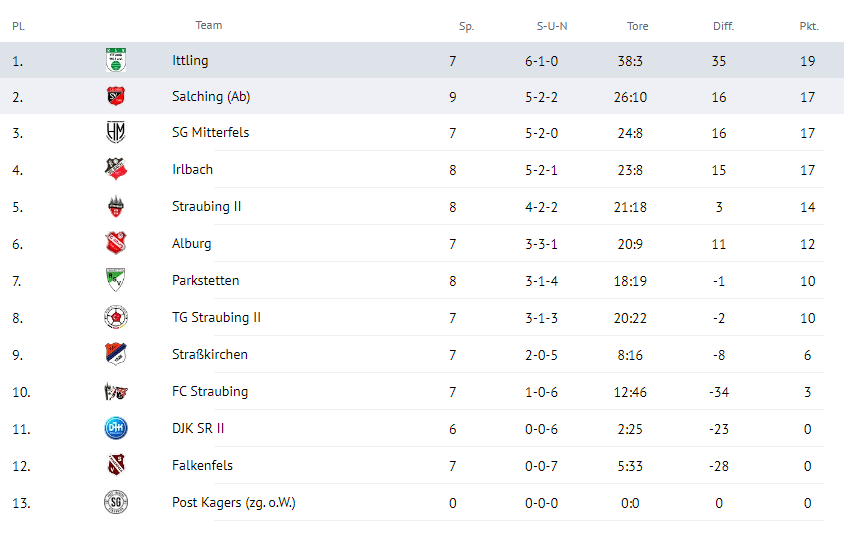 Pl. Team Sp. S-U-N Tore Diff. Pkt.
1. Ittling 7 6-1-0 38:3 35 19
2. Salching (Ab) 9 5-2-2 26:10 16 17
3. SG Mitterfels 7 5-2-0 24:8 16 17
4. Irlbach 8 5-2-1 23:8 15 17
5. Straubing II 8 4-2-2 21:18 3 14
6. Alburg 7 3-3-1 20:9 11 12
7. Parkstetten 8 3-1-4 18:19 -1 10
8. TG Straubing II 7 3-1-3 20:22 -2 10
9. Straßkirchen 7 2-0-5 8:16 -8 6
10. FC Straubing 7 1-0-6 12:46 -34 3
11. DJK SR II 6 0-0-6 2:25 -23 0
12. Falkenfels 7 0-0-7 5:33 -28 0
13. SG Post Kagers (zg. o.W.) 0 0-0-0 0:0 0 0